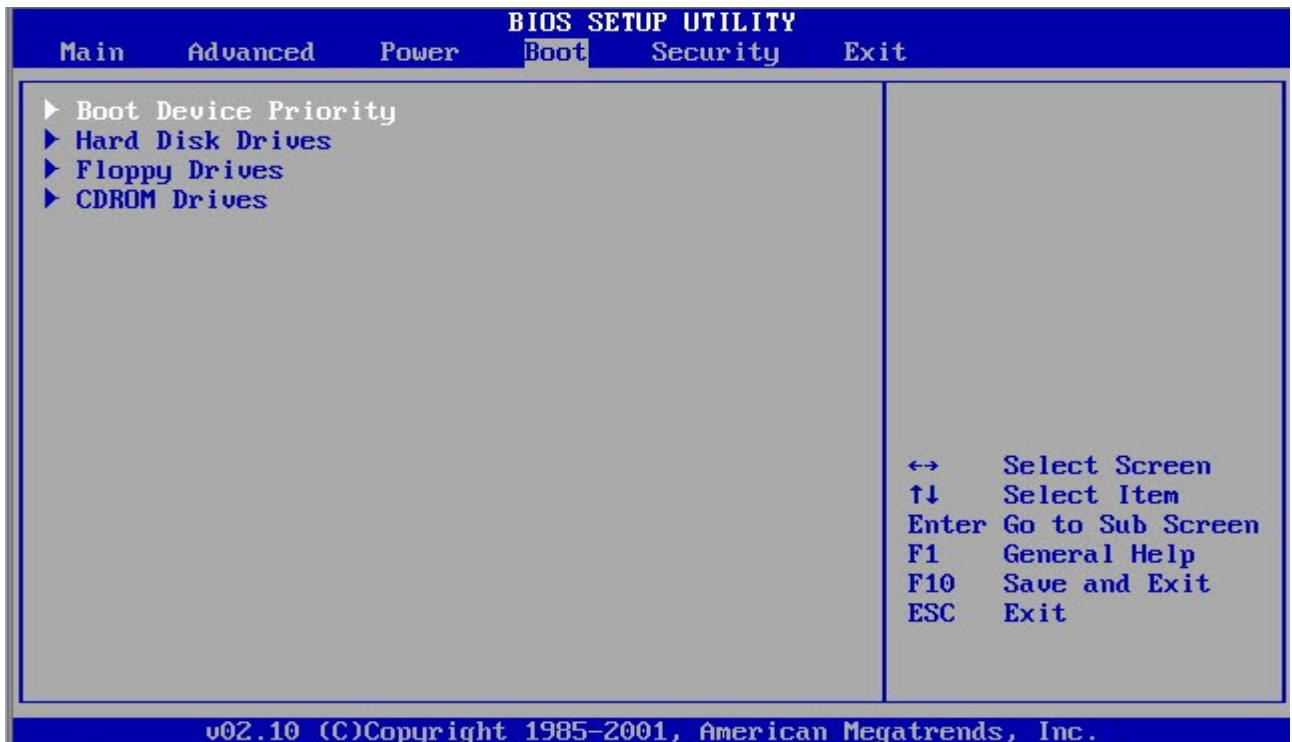 BIOS SETUP UTILITY
Main Advanced Power Boot Security Exit
▶ Boot Device Priority
▶ Hard Disk Drives
▶ Floppy Drives
▶ CDROM Drives
←→ Select Screen
↑↓ Select Item
Enter Go to Sub Screen
F1 General Help
F10 Save and Exit
ESC Exit
v02.10 (C)Copyright 1985-2001, American Megatrends, Inc.